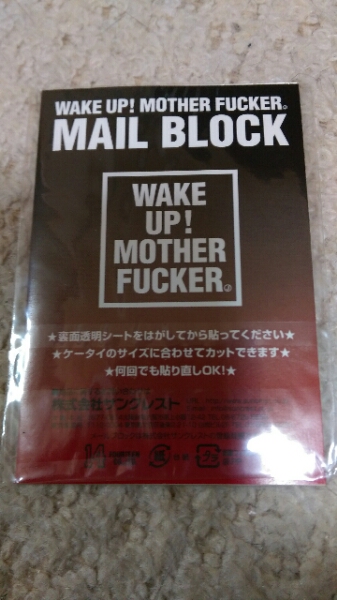 WAKE UP! MOTHER FUCKER.
MAIL BLOCK
WAKE
UP!
MOTHER
FUCKER.
★裏面透明シートをはがしてから貼ってください★
★ケータイのサイズに合わせてカットできます★
★何回でも貼り直しOK!★
株式会社サンクレスト
14